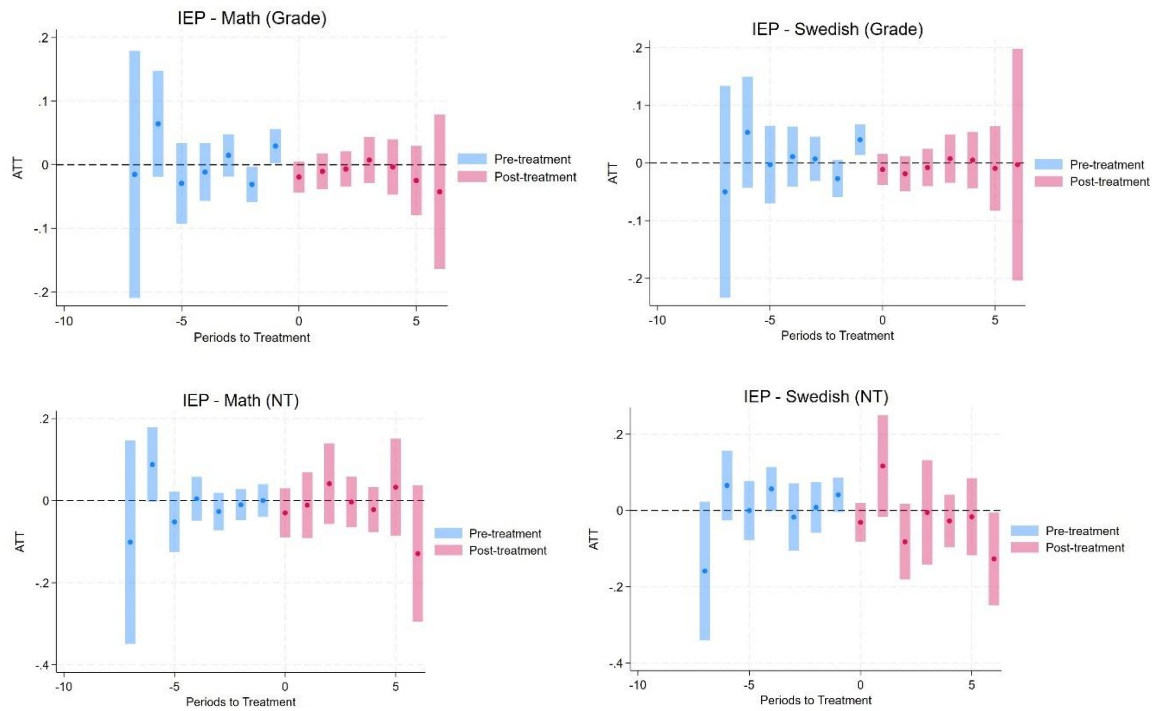 IEP - Math (Grade)
.2
.1
0
-.1
-.2
ATT
-10
-5
0
5
Periods to Treatment
Pre-treatment
Post-treatment
IEP - Swedish (Grade)
.2
.1
0
-.1
-.2
ATT
-10
-5
0
5
Periods to Treatment
Pre-treatment
Post-treatment
IEP - Math (NT)
.2
0
-.2
-.4
ATT
-10
-5
0
5
Periods to Treatment
Pre-treatment
Post-treatment
IEP - Swedish (NT)
.2
0
-.2
-.4
ATT
-10
-5
0
5
Periods to Treatment
Pre-treatment
Post-treatment